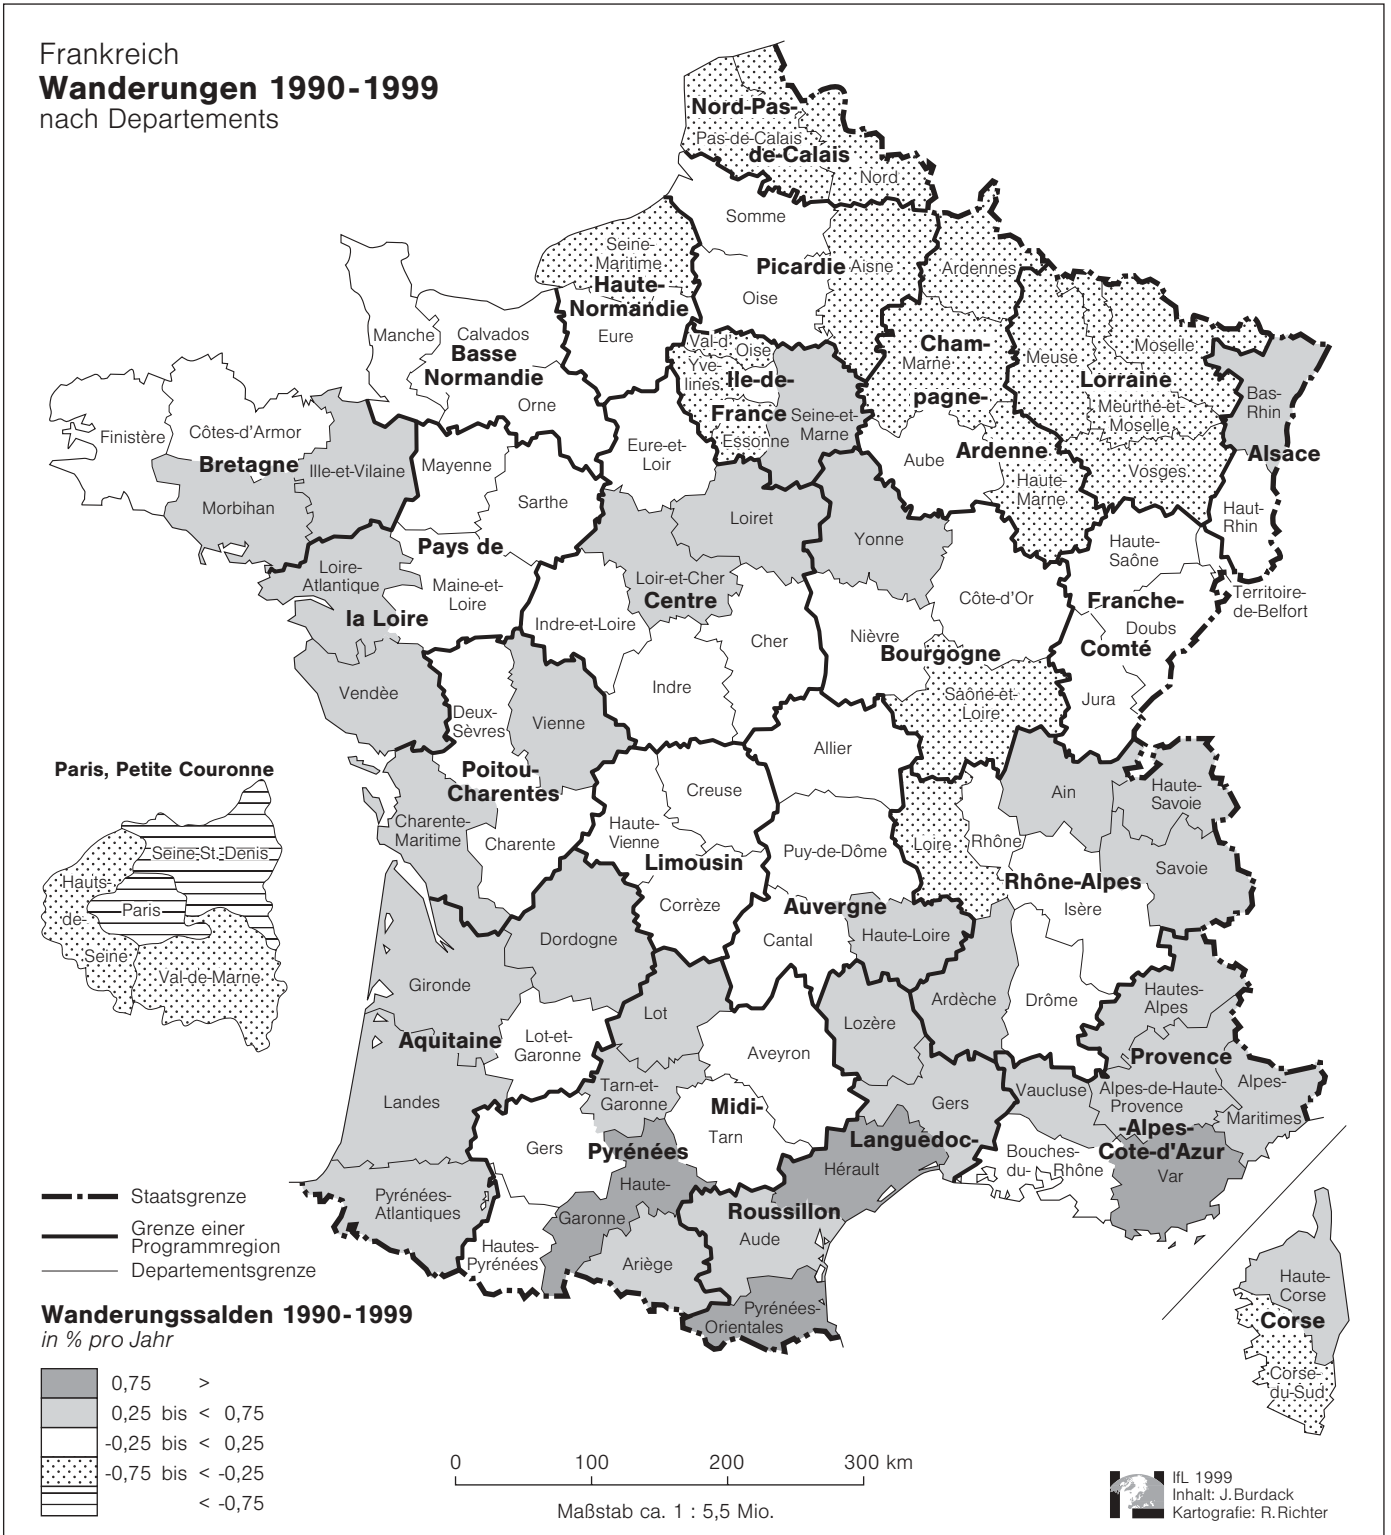 Frankreich
Wanderungen 1990-1999
nach Departements
Nord-Pas-
Pas-de-Calais
de-Calais
Nord
Somme
Picardie
Aisne
Oise
Seine-
Maritime
Haute-
Normandie
Eure
Ardennes
Cham-
Marne
pagne-
Ardenne
Aube
Haute-
Marne
Meuse
Moselle
Lorraine
Meurthe-et-
Moselle
Vosges
Bas-
Rhin
Alsace
Haut-
Rhin
Manche
Calvados
Basse
Normandie
Orne
Val-d'
Oise
Yve-
lines
Ile-de-
France
Essonne
Seine-et-
Marne
Finistère
Côtes-d'Armor
Bretagne
Ille-et-Vilaine
Morbihan
Mayenne
Sarthe
Pays de
Loire-
Atlantique
Maine-et-
Loire
la Loire
Vendèe
Eure-et-
Loir
Loiret
Loir-et-Cher
Centre
Indre-et-Loire
Cher
Indre
Yonne
Côte-d'Or
Nièvre
Bourgogne
Saône-et-
Loire
Haute-
Saône
Territoire-
de-Belfort
Franche-
Doubs
Comté
Jura
Deux-
Sèvres
Vienne
Poitou-
Charentes
Charente-
Maritime
Charente
Creuse
Haute-
Vienne
Limousin
Corrèze
Allier
Puy-de-Dôme
Auvergne
Cantal
Haute-Loire
Loire
Rhône
Ain
Haute-
Savoie
Savoie
Rhône-Alpes
Isère
Ardèche
Drôme
Paris, Petite Couronne
Seine-St.-Denis
Hauts-
de-
Seine
Paris
Val-de-Marne
Dordogne
Gironde
Aquitaine
Lot-et-
Garonne
Landes
Pyrénées-
Atlantiques
Lot
Aveyron
Tarn-et-
Garonne
Midi-
Tarn
Gers
Pyrénées
Haute-
Garonne
Hautes-
Pyrénées
Ariège
Lozère
Gers
Languedoc-
Hérault
Roussillon
Aude
Pyrénées-
Orientales
Hautes-
Alpes
Provence
Vaucluse
Alpes-de-Haute-
Provence
Alpes-
Maritimes
-Alpes-
Cote-d'Azur
Bouches-
du-Rhône
Var
Haute-
Corse
Corse
Corse-
du-Sud
Staatsgrenze
Grenze einer
Programmregion
Departementsgrenze
Wanderungssalden 1990-1999
in % pro Jahr
0,75 >
0,25 bis < 0,75
-0,25 bis < 0,25
-0,75 bis < -0,25
< -0,75
0 100 200 300 km
Maßstab ca. 1 : 5,5 Mio.
IfL 1999
Inhalt: J.Burdack
Kartografie: R.Richter